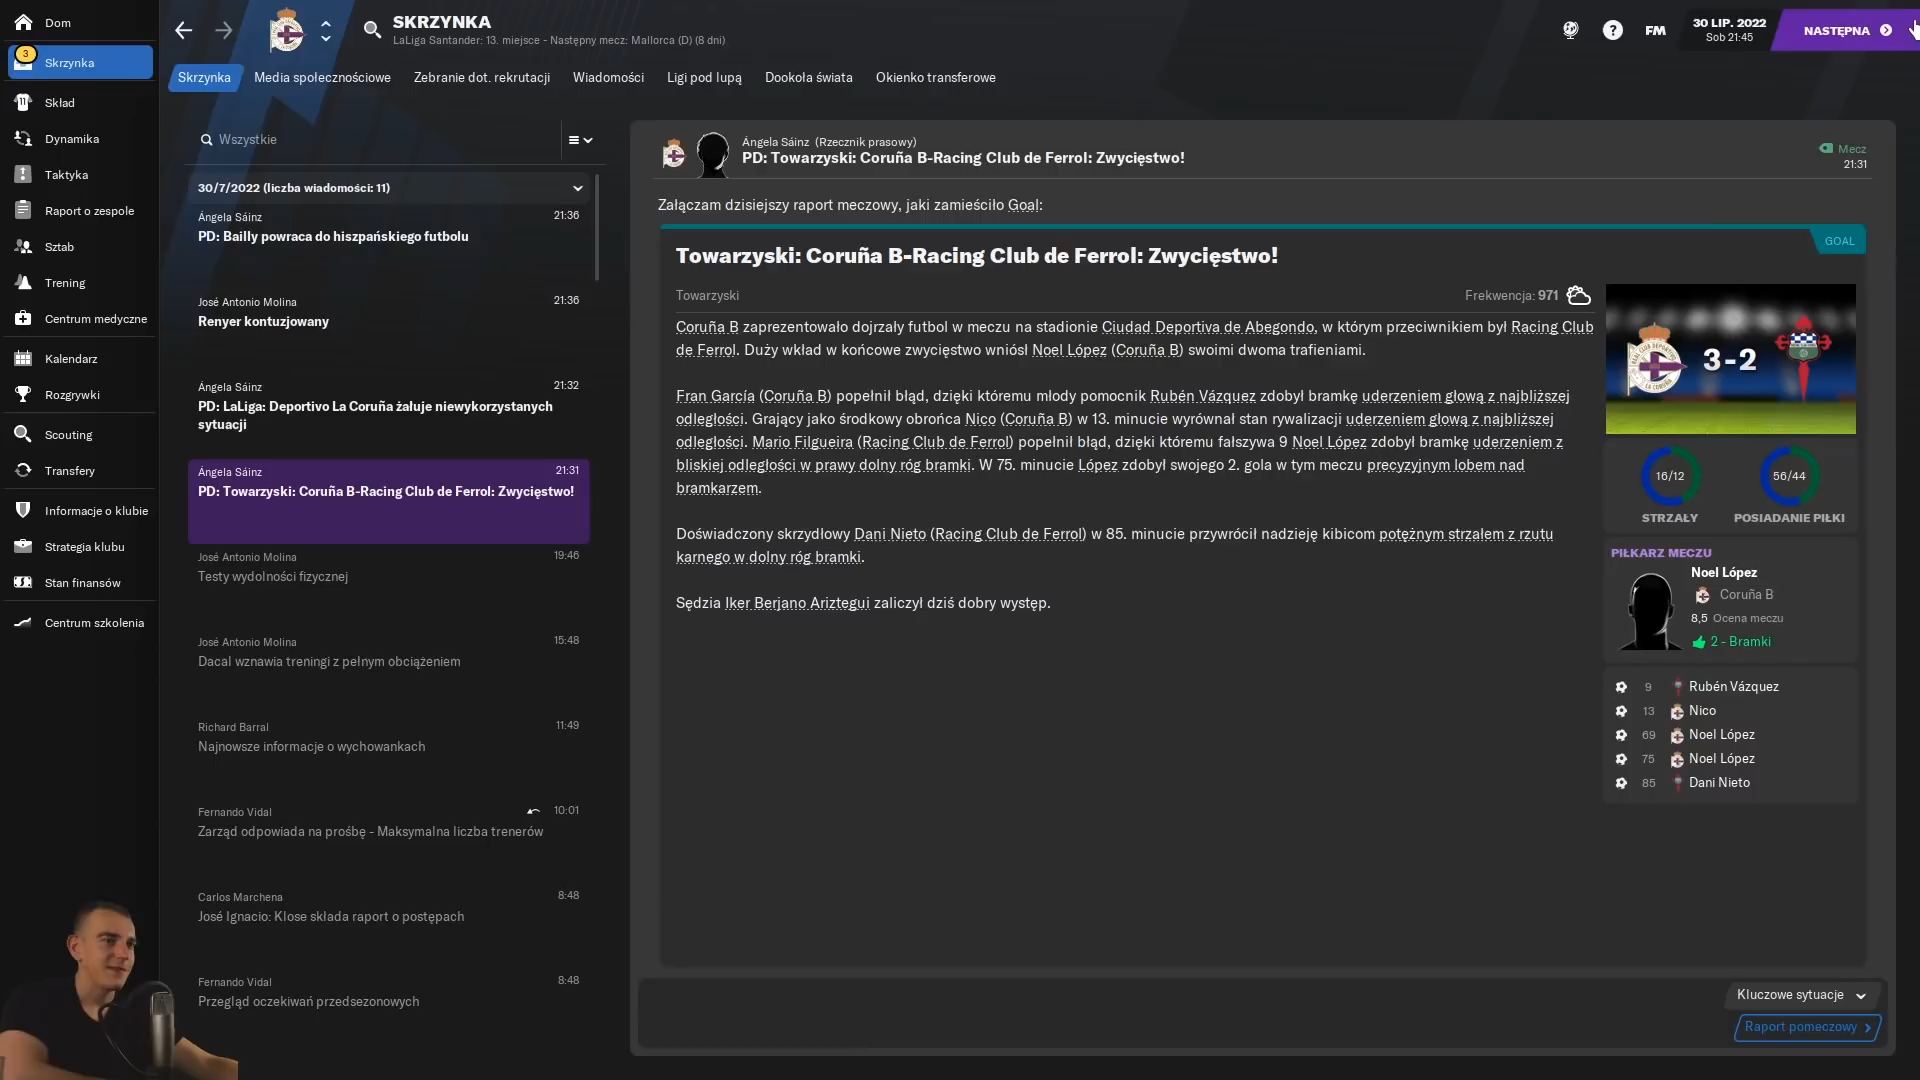 Dom
3
Skrzynka
Skład
Dynamika
Taktyka
Raport o zespole
Sztab
Trening
Centrum medyczne
Kalendarz
Rozgrywki
Scouting
Transfery
Informacje o klubie
Strategia klubu
Stan finansów
Centrum szkolenia
SKRZYNKA
LaLiga Santander: 13. miejsce - Następny mecz: Mallorca (D) (8 dni)
? FM
30 LIP. 2022
Sob 21:45
NASTĘPNA
Skrzynka Media społecznościowe Zebranie dot. rekrutacji Wiadomości Ligi pod lupą Dookoła świata Okienko transferowe
Wszystkie
30/7/2022 (liczba wiadomości: 11)
Ángela Sáinz 21:36
PD: Bailly powraca do hiszpańskiego futbolu
José Antonio Molina 21:36
Renyer kontuzjowany
Ángela Sáinz 21:32
PD: LaLiga: Deportivo La Coruña żałuje niewykorzystanych
sytuacji
Ángela Sáinz 21:31
PD: Towarzyski: Coruña B-Racing Club de Ferrol: Zwycięstwo!
José Antonio Molina 19:46
Testy wydolności fizycznej
José Antonio Molina 15:48
Dacal wznawia treningi z pełnym obciążeniem
Richard Barral 11:49
Najnowsze informacje o wychowankach
Fernando Vidal 10:01
Zarząd odpowiada na prośbę - Maksymalna liczba trenerów
Carlos Marchena 8:48
José Ignacio: Klose składa raport o postępach
Fernando Vidal 8:48
Przegląd oczekiwań przedsezonowych
Ángela Sáinz (Rzecznik prasowy)
PD: Towarzyski: Coruña B-Racing Club de Ferrol: Zwycięstwo!
Mecz
21:31
Załączam dzisiejszy raport meczowy, jaki zamieściło Goal:
GOAL
Towarzyski: Coruña B-Racing Club de Ferrol: Zwycięstwo!
Towarzyski Frekwencja: 971
Coruña B zaprezentowało dojrzały futbol w meczu na stadionie Ciudad Deportiva de Abegondo, w którym przeciwnikiem był Racing Club
de Ferrol. Duży wkład w końcowe zwycięstwo wniósł Noel López (Coruña B) swoimi dwoma trafieniami.
Fran García (Coruña B) popełnił błąd, dzięki któremu młody pomocnik Rubén Vázquez zdobył bramkę uderzeniem głową z najbliższej
odległości. Grający jako środkowy obrońca Nico (Coruña B) w 13. minucie wyrównał stan rywalizacji uderzeniem głową z najbliższej
odległości. Mario Filgueira (Racing Club de Ferrol) popełnił błąd, dzięki któremu fałszywa 9 Noel López zdobył bramkę uderzeniem z
bliskiej odległości w prawy dolny róg bramki. W 75. minucie López zdobył swojego 2. gola w tym meczu precyzyjnym lobem nad
bramkarzem.
Doświadczony skrzydłowy Dani Nieto (Racing Club de Ferrol) w 85. minucie przywrócił nadzieję kibicom potężnym strzałem z rzutu
karnego w dolny róg bramki.
Sędzia Iker Berjano Ariztegui zaliczył dziś dobry występ.
3-2
16/12 56/44
STRZAŁY POSIADANIE PIŁKI
PIŁKARZ MECZU
Noel López
Coruña B
8,5 Ocena meczu
2 - Bramki
9 Rubén Vázquez
13 Nico
69 Noel López
75 Noel López
85 Dani Nieto
Kluczowe sytuacje
Raport pomeczowy